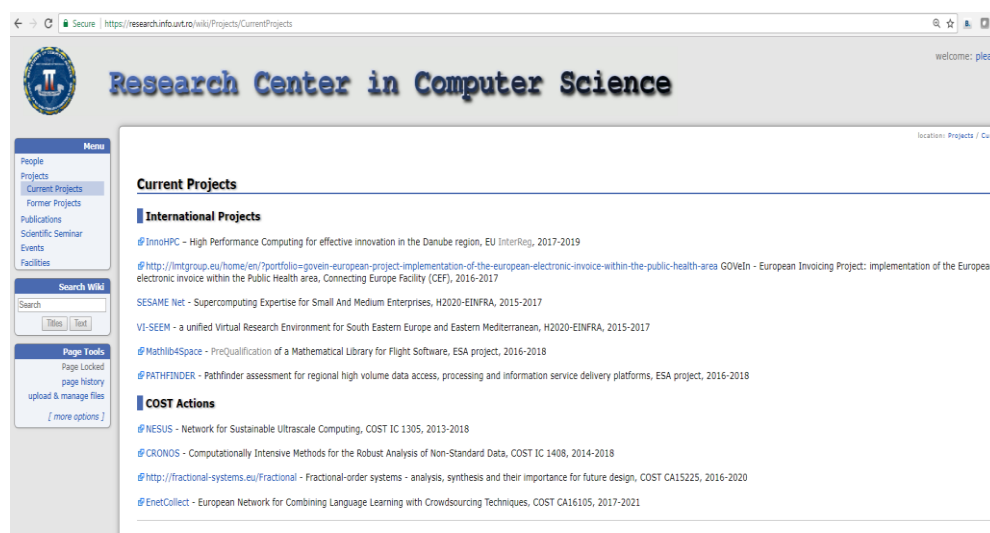 Secure | https://research.info.uvt.ro/wiki/Projects/CurrentProjects
welcome: plea
Research Center in Computer Science
location: Projects / Cu
Menu
People
Projects
Current Projects
Former Projects
Publications
Scientific Seminar
Events
Facilities
Search Wiki
Search
Titles Text
Page Tools
Page Locked
page history
upload & manage files
[ more options ]
Current Projects
International Projects
InnoHPC – High Performance Computing for effective innovation in the Danube region, EU InterReg, 2017-2019
http://lmtgroup.eu/home/en/?portfolio=govein-european-project-implementation-of-the-european-electronic-invoice-within-the-public-health-area GOVeIn - European Invoicing Project: implementation of the Europea
electronic invoice within the Public Health area, Connecting Europe Facility (CEF), 2016-2017
SESAME Net - Supercomputing Expertise for Small And Medium Enterprises, H2020-EINFRA, 2015-2017
VI-SEEM - a unified Virtual Research Environment for South Eastern Europe and Eastern Mediterranean, H2020-EINFRA, 2015-2017
Mathlib4Space - PreQualification of a Mathematical Library for Flight Software, ESA project, 2016-2018
PATHFINDER - Pathfinder assessment for regional high volume data access, processing and information service delivery platforms, ESA project, 2016-2018
COST Actions
NESUS - Network for Sustainable Ultrascale Computing, COST IC 1305, 2013-2018
CRONOS - Computationally Intensive Methods for the Robust Analysis of Non-Standard Data, COST IC 1408, 2014-2018
http://fractional-systems.eu/Fractional - Fractional-order systems - analysis, synthesis and their importance for future design, COST CA15225, 2016-2020
EnetCollect - European Network for Combining Language Learning with Crowdsourcing Techniques, COST CA16105, 2017-2021